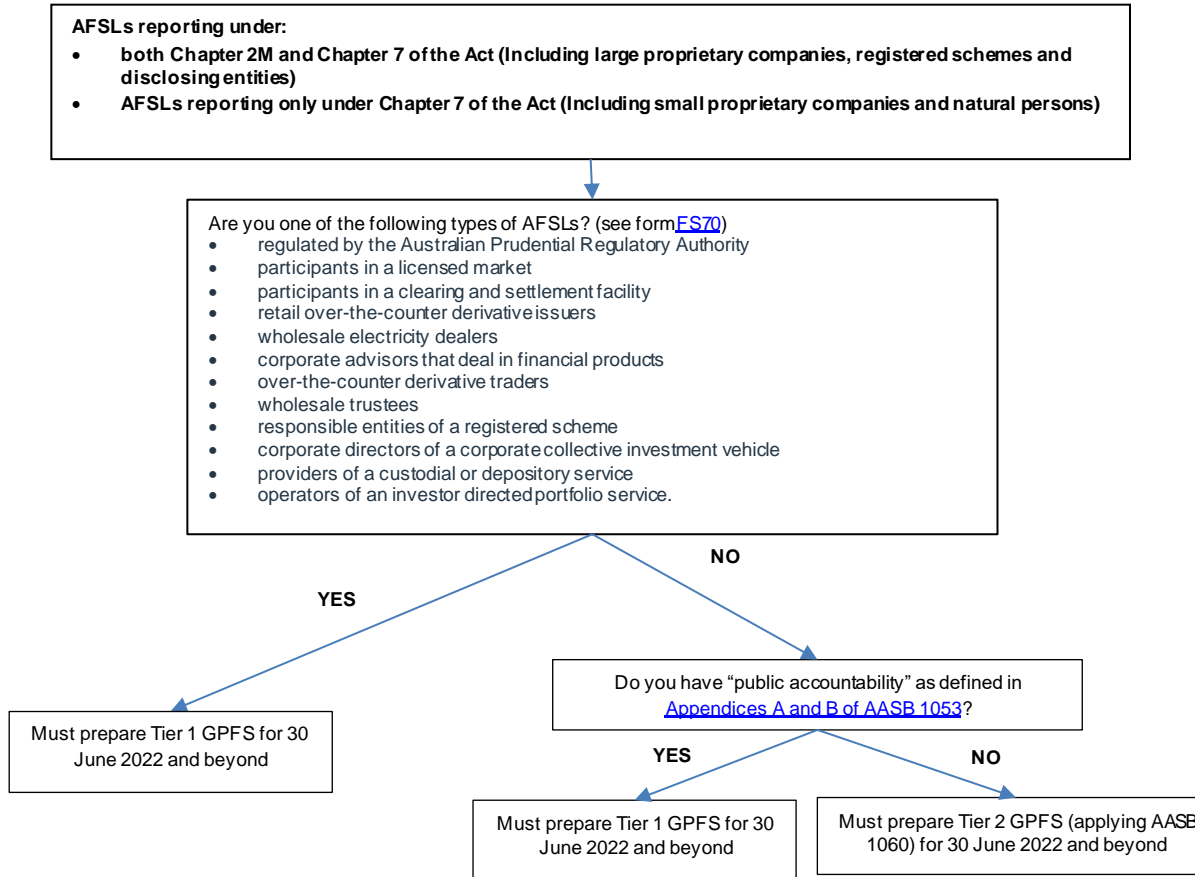 AFSLs reporting under:
• both Chapter 2M and Chapter 7 of the Act (Including large proprietary companies, registered schemes and
disclosing entities)
• AFSLs reporting only under Chapter 7 of the Act (Including small proprietary companies and natural persons)
Are you one of the following types of AFSLs? (see form FS70)
• regulated by the Australian Prudential Regulatory Authority
• participants in a licensed market
• participants in a clearing and settlement facility
• retail over-the-counter derivative issuers
• wholesale electricity dealers
• corporate advisors that deal in financial products
• over-the-counter derivative traders
• wholesale trustees
• responsible entities of a registered scheme
• corporate directors of a corporate collective investment vehicle
• providers of a custodial or depository service
• operators of an investor directed portfolio service.
YES
NO
Must prepare Tier 1 GPFS for 30
June 2022 and beyond
Do you have “public accountability” as defined in
Appendices A and B of AASB 1053?
YES
NO
Must prepare Tier 1 GPFS for 30
June 2022 and beyond
Must prepare Tier 2 GPFS (applying AASB
1060) for 30 June 2022 and beyond